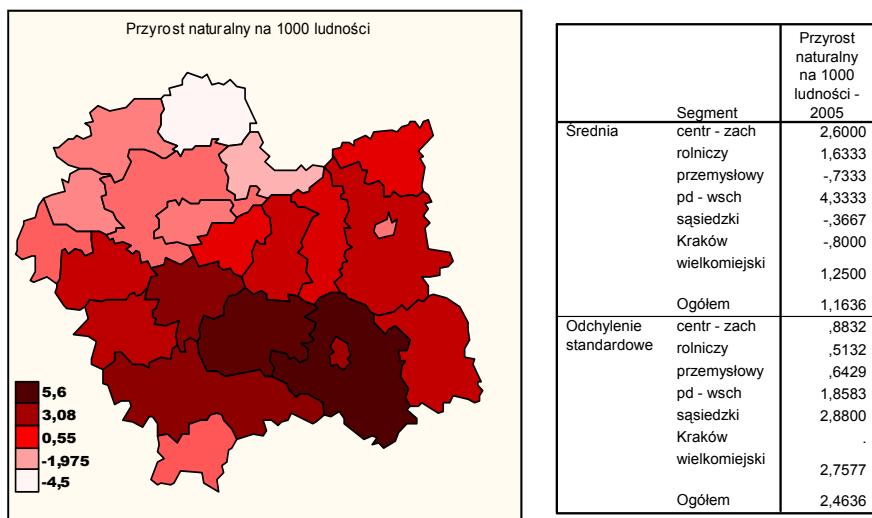 Przyrost naturalny na 1000 ludności
5,6
3,08
0,55
-1,975
-4,5
Segment Przyrost naturalny na 1000 ludności - 2005
Średnia centr - zach 2,6000
rolniczy 1,6333
przemysłowy -,7333
pd - wsch 4,3333
sąsiedzki -,3667
Kraków -,8000
wielkomiejski 1,2500
Ogółem 1,1636
Odchylenie standardowe centr - zach ,8832
rolniczy ,5132
przemysłowy ,6429
pd - wsch 1,8583
sąsiedzki 2,8800
Kraków .
wielkomiejski 2,7577
Ogółem 2,4636